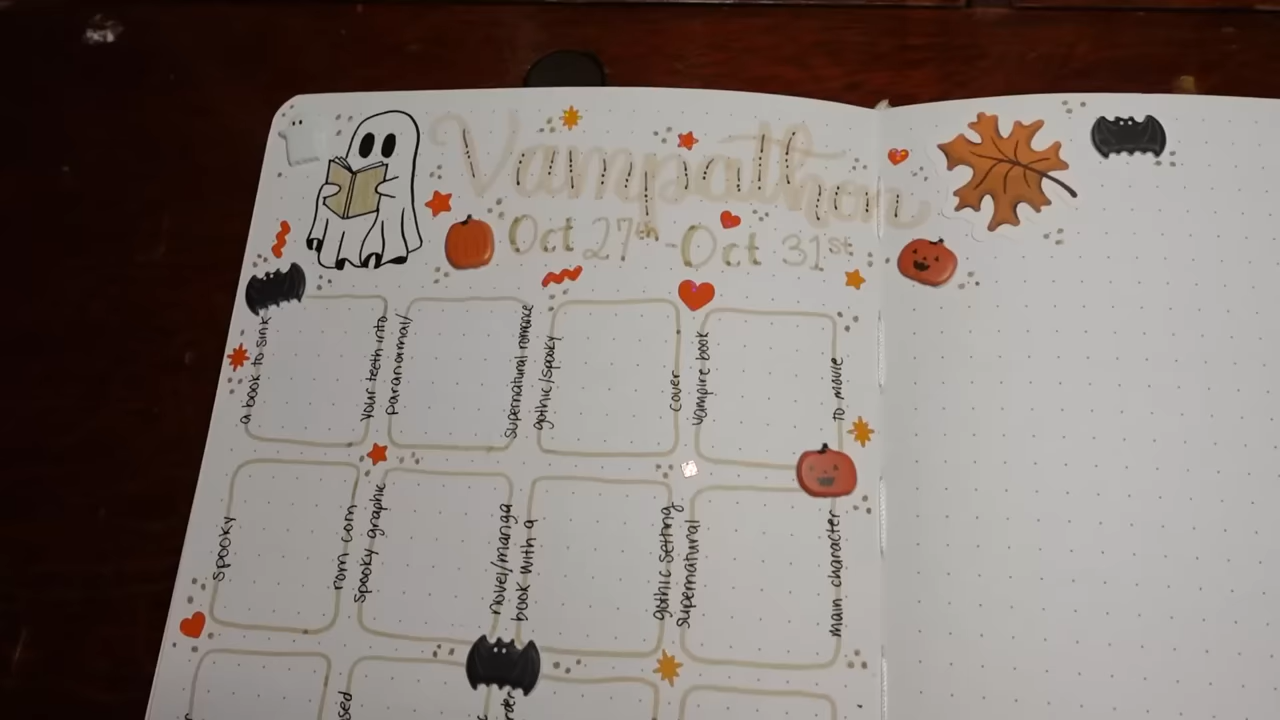 Vampathon
Oct 27th - Oct 31st
a book to sink
your teeth into
paranormal/
supernatural romance
gothic/spooky
cover
vampire book
to movie
spooky
rom com
spooky graphic
novel/manga
book with a
gothic setting
supernatural
main character